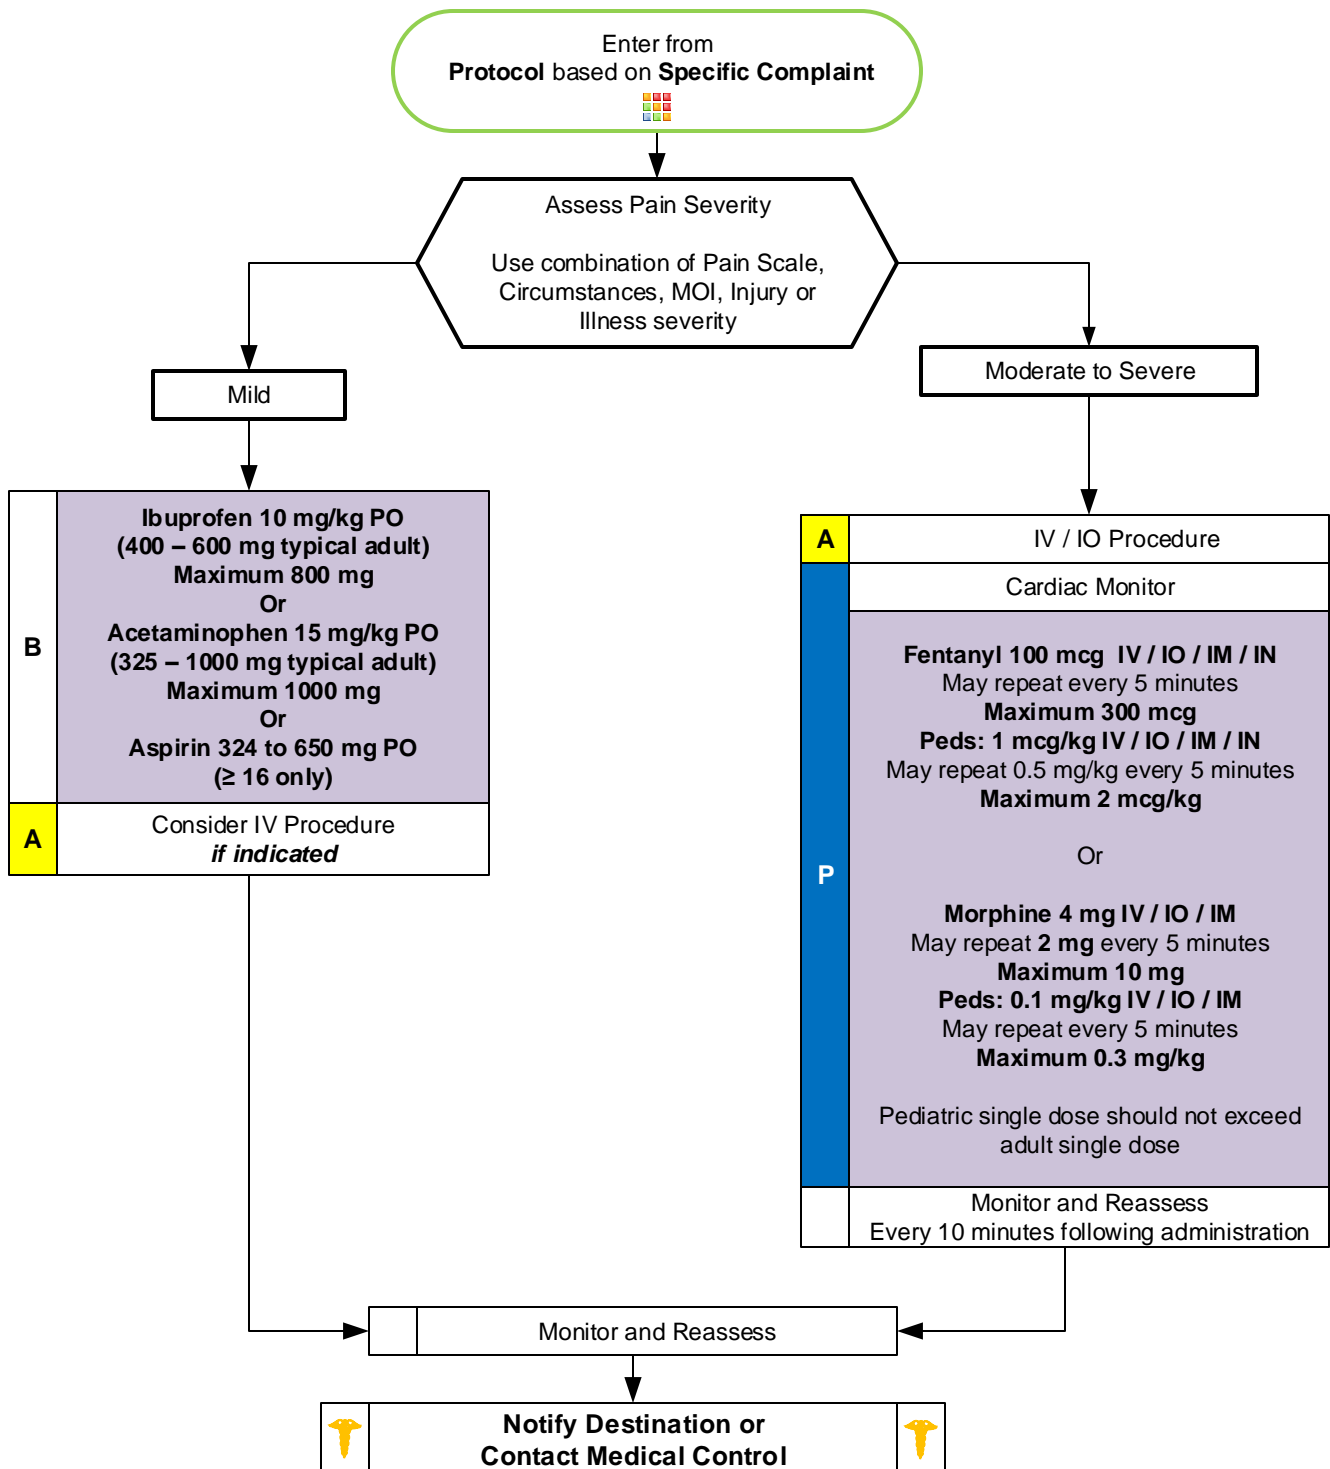 Enter from
Protocol based on Specific Complaint
Assess Pain Severity
Use combination of Pain Scale,
Circumstances, MOI, Injury or
Illness severity
Mild
Moderate to Severe
B
Ibuprofen 10 mg/kg PO
(400 – 600 mg typical adult)
Maximum 800 mg
Or
Acetaminophen 15 mg/kg PO
(325 – 1000 mg typical adult)
Maximum 1000 mg
Or
Aspirin 324 to 650 mg PO
(≥ 16 only)
A
Consider IV Procedure
if indicated
A
IV / IO Procedure
P
Cardiac Monitor
Fentanyl 100 mcg IV / IO / IM / IN
May repeat every 5 minutes
Maximum 300 mcg
Peds: 1 mcg/kg IV / IO / IM / IN
May repeat 0.5 mg/kg every 5 minutes
Maximum 2 mcg/kg
Or
Morphine 4 mg IV / IO / IM
May repeat 2 mg every 5 minutes
Maximum 10 mg
Peds: 0.1 mg/kg IV / IO / IM
May repeat every 5 minutes
Maximum 0.3 mg/kg
Pediatric single dose should not exceed
adult single dose
Monitor and Reassess
Every 10 minutes following administration
Monitor and Reassess
Notify Destination or
Contact Medical Control